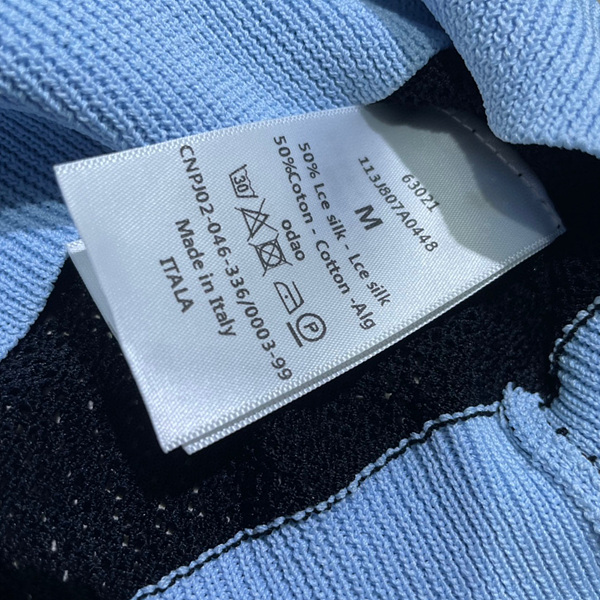 63021
113J807A0448
M
50% Lce silk - Lce silk
50%Coton - Cotton -Alg
odao
30
P
CNPJ02-046-336/0003-99
Made in Italy
ITALA